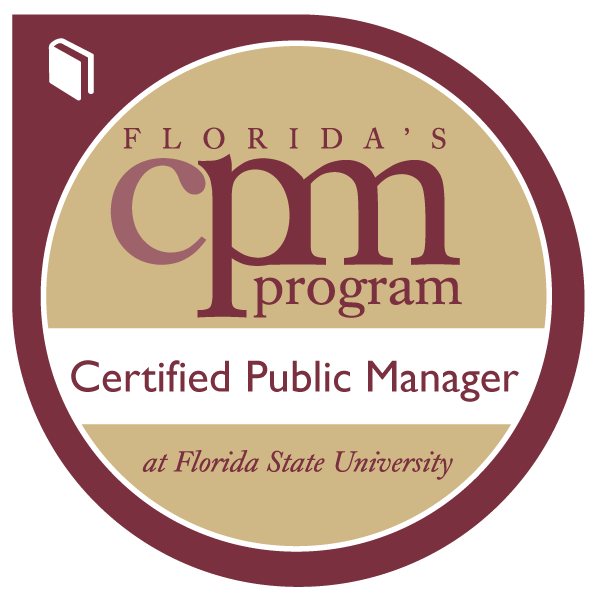 FLORIDA'S
cpm
program
Certified Public Manager
at Florida State University